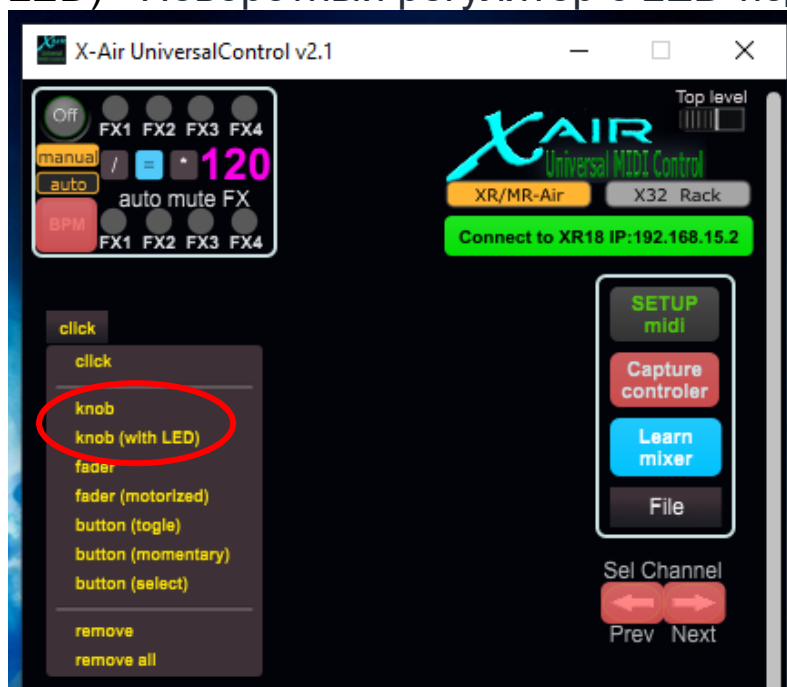 X-Air UniversalControl v2.1
Off
FX1 FX2 FX3 FX4
manual / = * 120
auto
auto mute FX
BPM
FX1 FX2 FX3 FX4
Top level
XAIR
Universal MIDI Control
XR/MR-Air X32 Rack
Connect to XR18 IP:192.168.15.2
click
click
knob
knob (with LED)
fader
fader (motorized)
button (togle)
button (momentary)
button (select)
remove
remove all
SETUP
midi
Capture
controler
Learn
mixer
File
Sel Channel
Prev Next